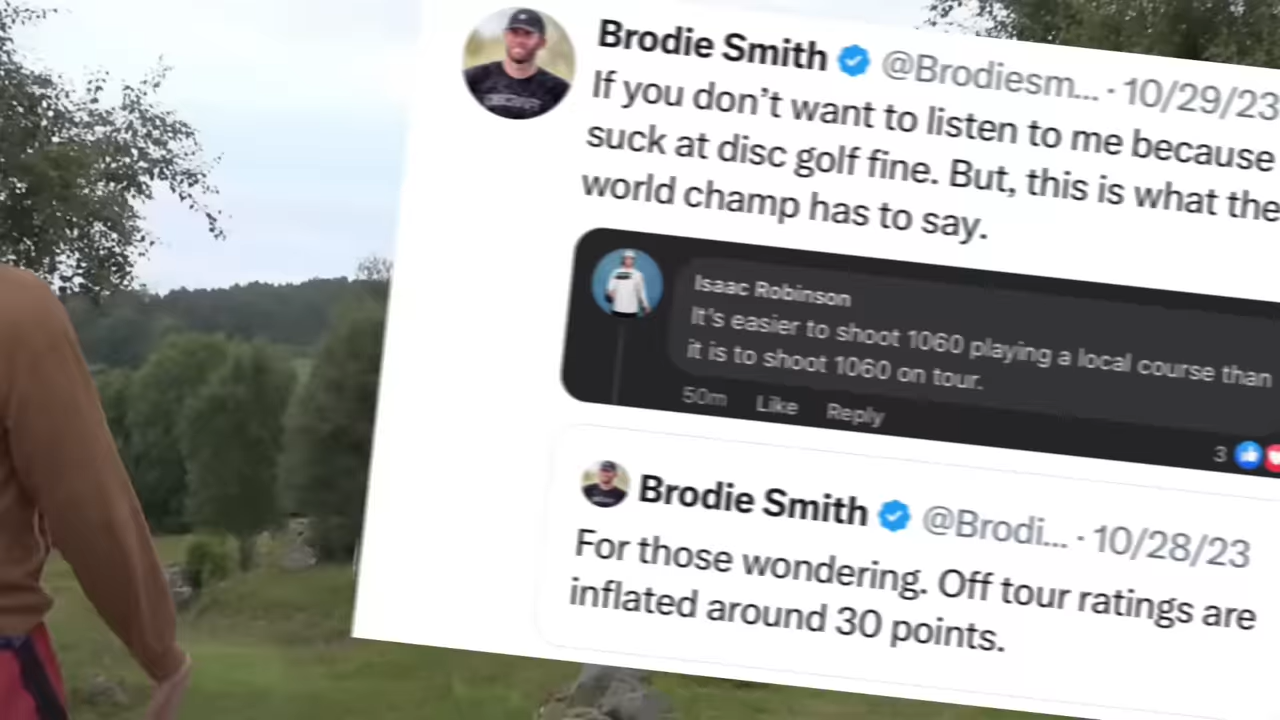 Brodie Smith @Brodiesm... · 10/29/23
If you don't want to listen to me because
suck at disc golf fine. But, this is what the
world champ has to say.
Isaac Robinson
It's easier to shoot 1060 playing a local course than
it is to shoot 1060 on tour.
50m Like Reply
3
Brodie Smith @Brodi... · 10/28/23
For those wondering. Off tour ratings are
inflated around 30 points.